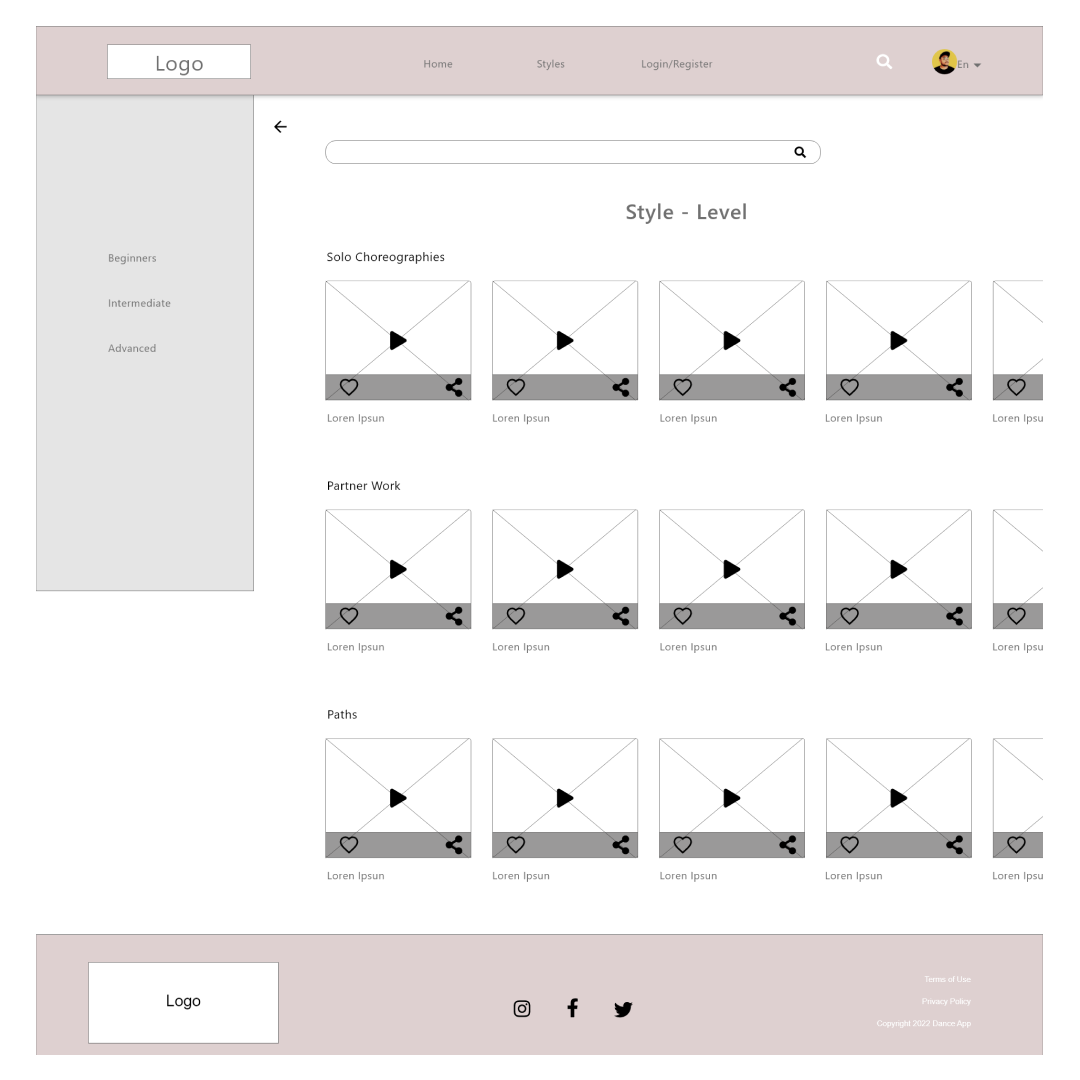 Logo
Home Styles Login/Register En
Beginners
Intermediate
Advanced
Style - Level
Solo Choreographies
Loren Ipsun Loren Ipsun Loren Ipsun Loren Ipsun Loren Ipsu
Partner Work
Loren Ipsun Loren Ipsun Loren Ipsun Loren Ipsun Loren Ipsu
Paths
Loren Ipsun Loren Ipsun Loren Ipsun Loren Ipsun Loren Ipsu
Logo
Terms of Use
Privacy Policy
Copyright 2022 Dance App